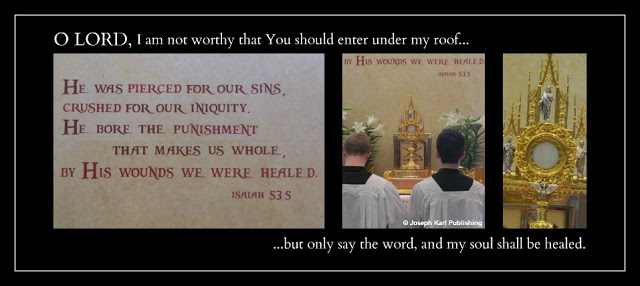 O LORD, I am not worthy that You should enter under my roof...
He was pierced for our sins,
crushed for our iniquity.
He bore the punishment
that makes us whole,
by His wounds we were healed.
Isaiah 53:5
by His wounds we were healed.
Isaiah 53:5
© Joseph Karl Publishing
...but only say the word, and my soul shall be healed.